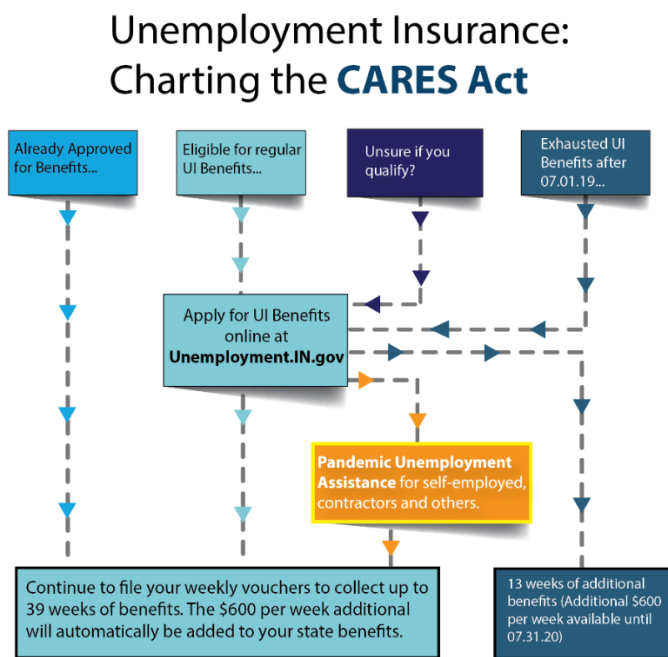 Unemployment Insurance:
Charting the CARES Act
Already Approved
for Benefits...
Eligible for regular
UI Benefits...
Unsure if you
qualify?
Exhausted UI
Benefits after
07.01.19...
Apply for UI Benefits
online at
Unemployment.IN.gov
Pandemic Unemployment
Assistance for self-employed,
contractors and others.
Continue to file your weekly vouchers to collect up to
39 weeks of benefits. The $600 per week additional
will automatically be added to your state benefits.
13 weeks of additional
benefits (Additional $600
per week available until
07.31.20)